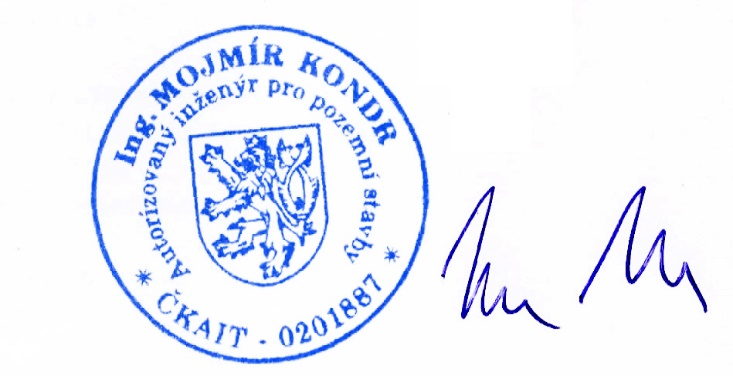 Ing. MOJMÍR KONDR
Autorizovaný inženýr pro pozemní stavby
* ČKAIT - 0201887 *